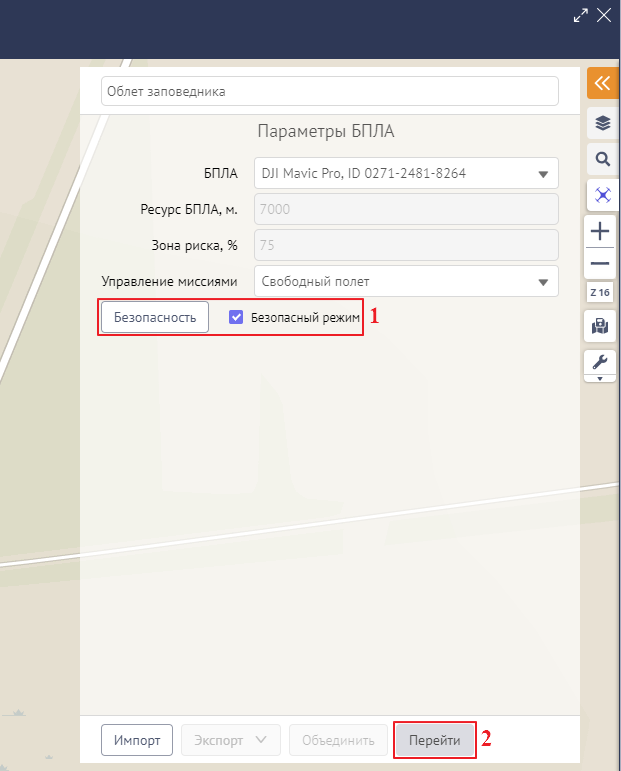 Облет заповедника
Параметры БПЛА
БПЛА DJI Mavic Pro, ID 0271-2481-8264
Ресурс БПЛА, м. 7000
Зона риска, % 75
Управление миссиями Свободный полет
Безопасность Безопасный режим 1
Z 16
Импорт Экспорт Объединить Перейти 2